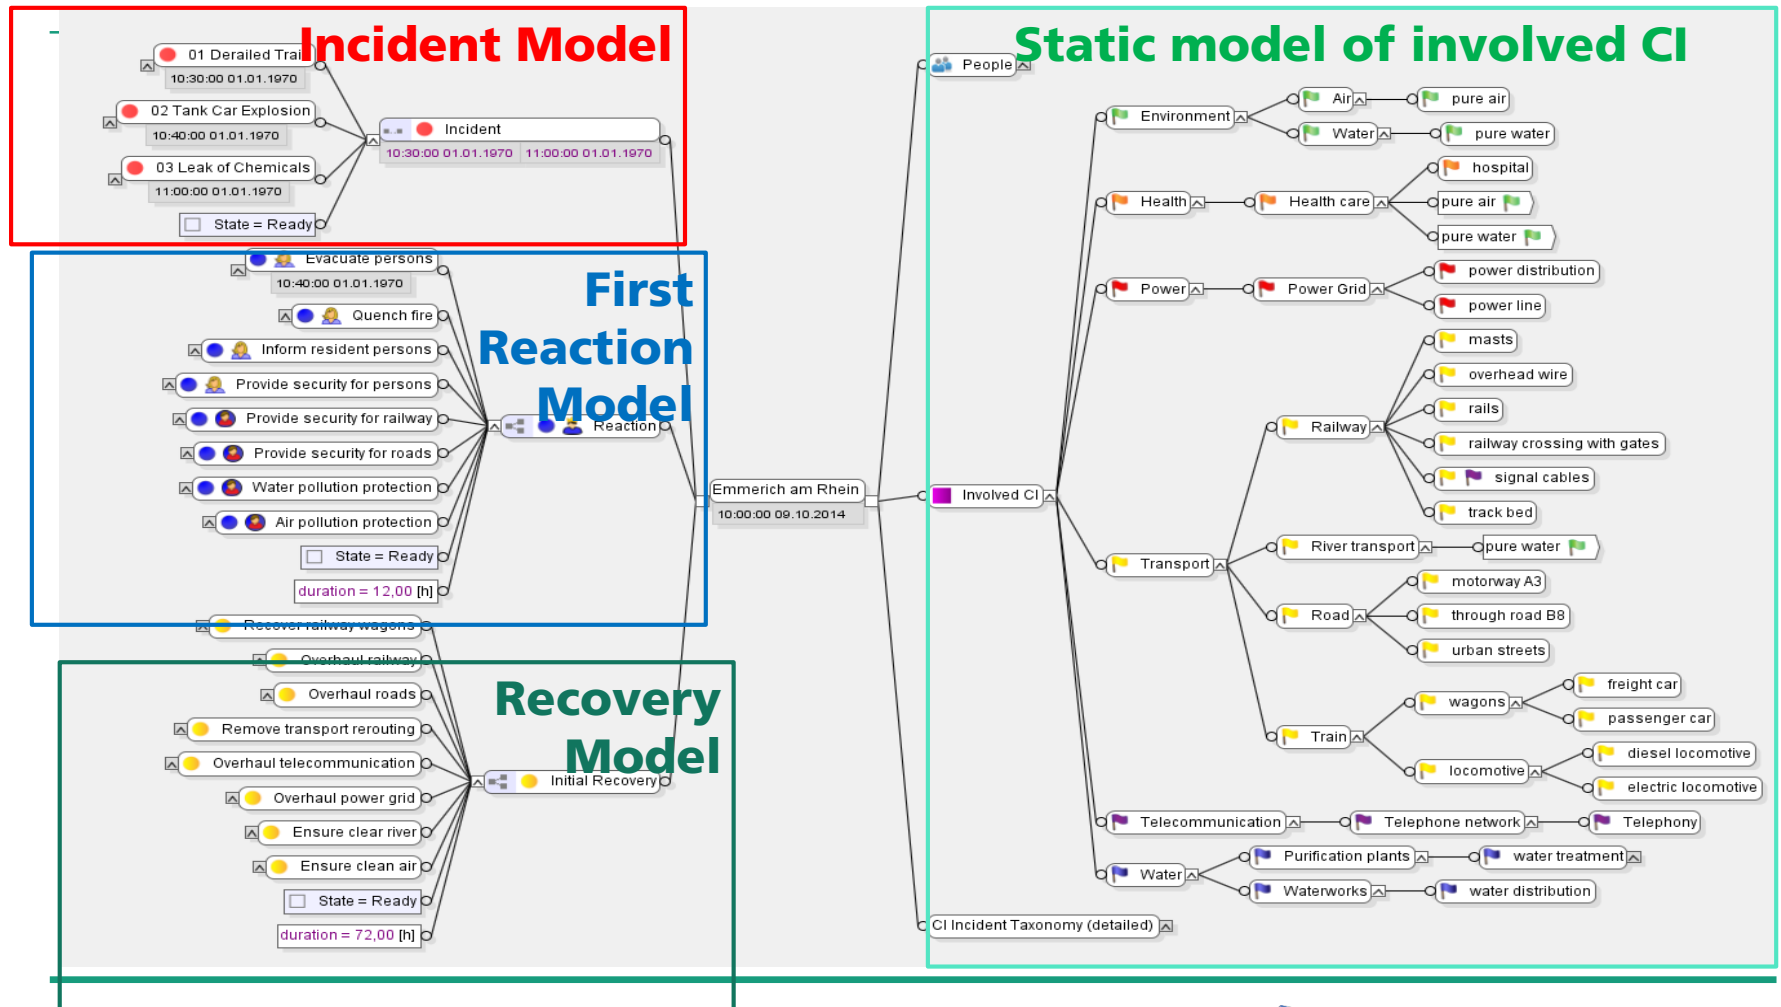 Incident Model
01 Derailed Trai
10:30:00 01.01.1970
02 Tank Car Explosion
10:40:00 01.01.1970
03 Leak of Chemicals
11:00:00 01.01.1970
State = Ready
Incident
10:30:00 01.01.1970 11:00:00 01.01.1970
First
Reaction
Model
Evacuate persons
10:40:00 01.01.1970
Quench fire
Inform resident persons
Provide security for persons
Provide security for railway
Provide security for roads
Water pollution protection
Air pollution protection
State = Ready
duration = 12,00 [h]
Reaction
Recovery
Model
Recover railway wagons
Overhaul railway
Overhaul roads
Remove transport rerouting
Overhaul telecommunication
Overhaul power grid
Ensure clear river
Ensure clean air
State = Ready
duration = 72,00 [h]
Initial Recovery
Emmerich am Rhein
10:00:00 09.10.2014
Static model of involved CI
People
Involved CI
CI Incident Taxonomy (detailed)
Environment
Air
pure air
Water
pure water
Health
Health care
hospital
pure air
pure water
Power
Power Grid
power distribution
power line
Transport
Railway
masts
overhead wire
rails
railway crossing with gates
signal cables
track bed
River transport
pure water
Road
motorway A3
through road B8
urban streets
Train
wagons
freight car
passenger car
locomotive
diesel locomotive
electric locomotive
Telecommunication
Telephone network
Telephony
Water
Purification plants
water treatment
Waterworks
water distribution